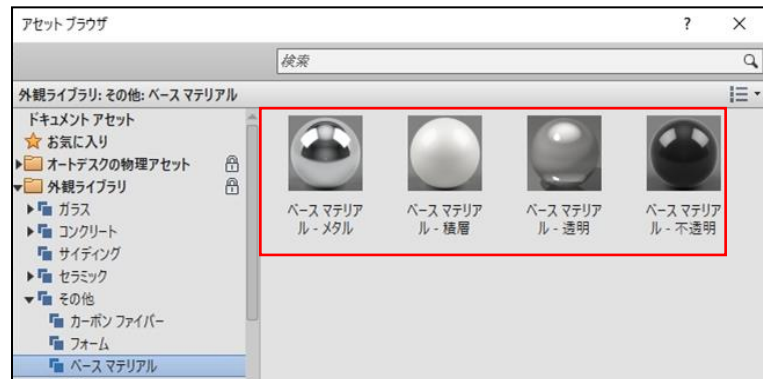 アセット ブラウザ
?
×
検索
外観ライブラリ: その他: ベース マテリアル
ドキュメント アセット
お気に入り
オートデスクの物理アセット
外観ライブラリ
ガラス
コンクリート
サイディング
セラミック
その他
カーボン ファイバー
フォーム
ベース マテリアル
ベース マテリア
ル - メタル
ベース マテリア
ル - 積層
ベース マテリア
ル - 透明
ベース マテリア
ル - 不透明